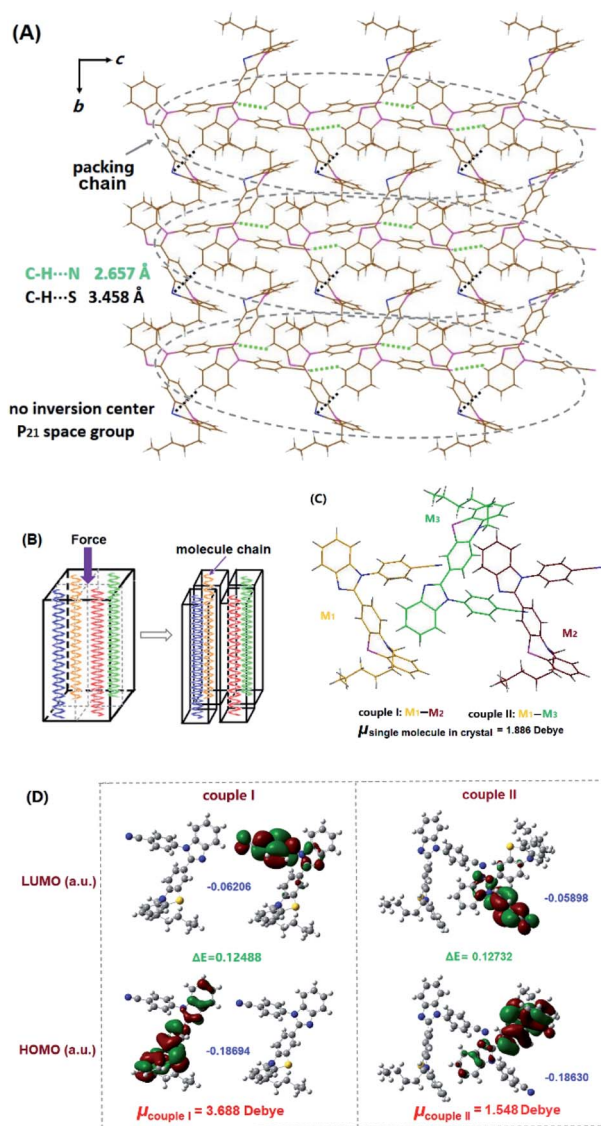 (A)
c
b
packing
chain
C-H···N 2.657 Å
C-H···S 3.458 Å
no inversion center
P21 space group
(B)
Force
molecule chain
(C)
M3
M1
M2
couple I: M1—M2 couple II: M1—M3
μsingle molecule in crystal = 1.886 Debye
(D)
couple I couple II
LUMO (a.u.)
-0.06206 -0.05898
ΔE=0.12488 ΔE= 0.12732
HOMO (a.u.)
-0.18694 -0.18630
μcouple I = 3.688 Debye μcouple II = 1.548 Debye